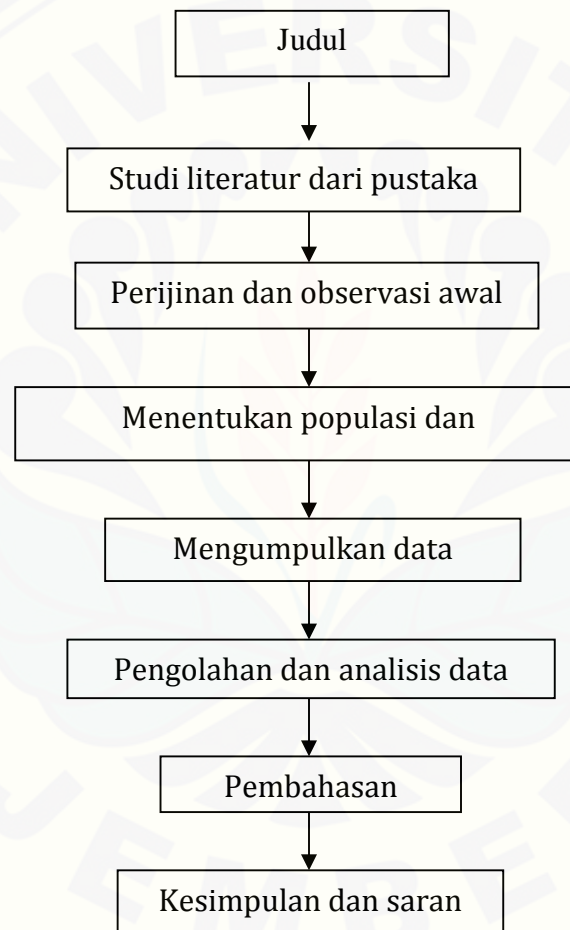 Judul
Studi literatur dari pustaka
Perijinan dan observasi awal
Menentukan populasi dan
Mengumpulkan data
Pengolahan dan analisis data
Pembahasan
Kesimpulan dan saran